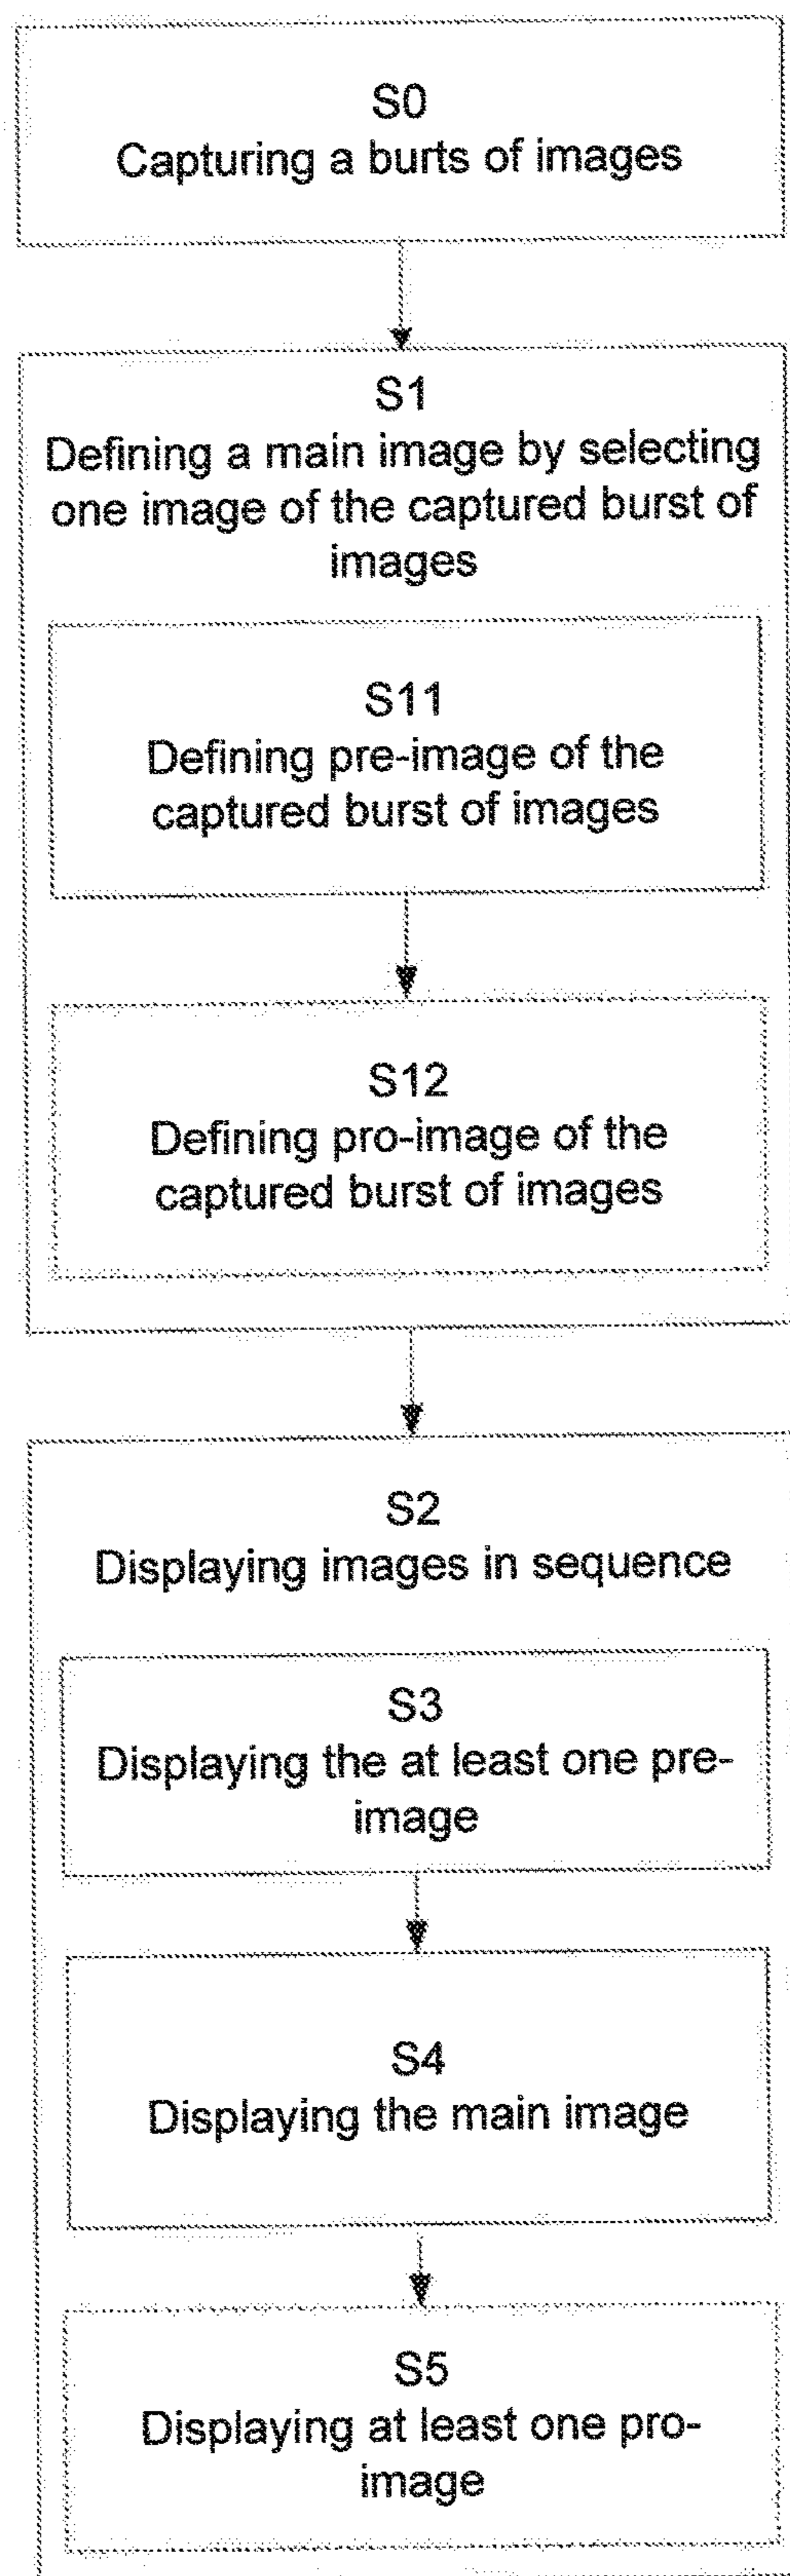 S0
Capturing a burts of images
S1
Defining a main image by selecting
one image of the captured burst of
images
S11
Defining pre-image of the
captured burst of images
S12
Defining pro-image of the
captured burst of images
S2
Displaying images in sequence
S3
Displaying the at least one pre-
image
S4
Displaying the main image
S5
Displaying at least one pro-
image